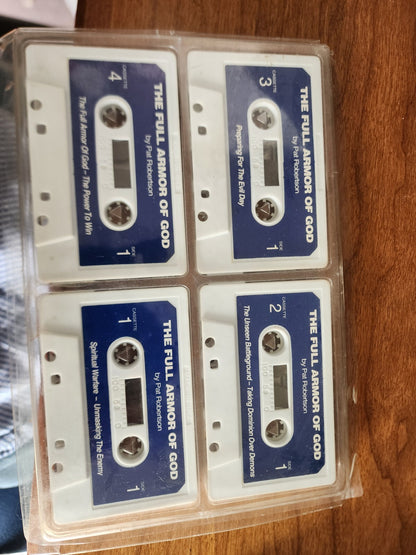 THE FULL ARMOR OF GOD
by Pat Robertson
CASSETTE
4
SIDE
1
The Full Armor Of God – The Power To Win
THE FULL ARMOR OF GOD
by Pat Robertson
CASSETTE
3
SIDE
1
Preparing For The Evil Day
THE FULL ARMOR OF GOD
by Pat Robertson
CASSETTE
1
SIDE
1
Spiritual Warfare – Unmasking The Enemy
THE FULL ARMOR OF GOD
by Pat Robertson
CASSETTE
2
SIDE
1
The Unseen Battleground – Taking Dominion Over Demons